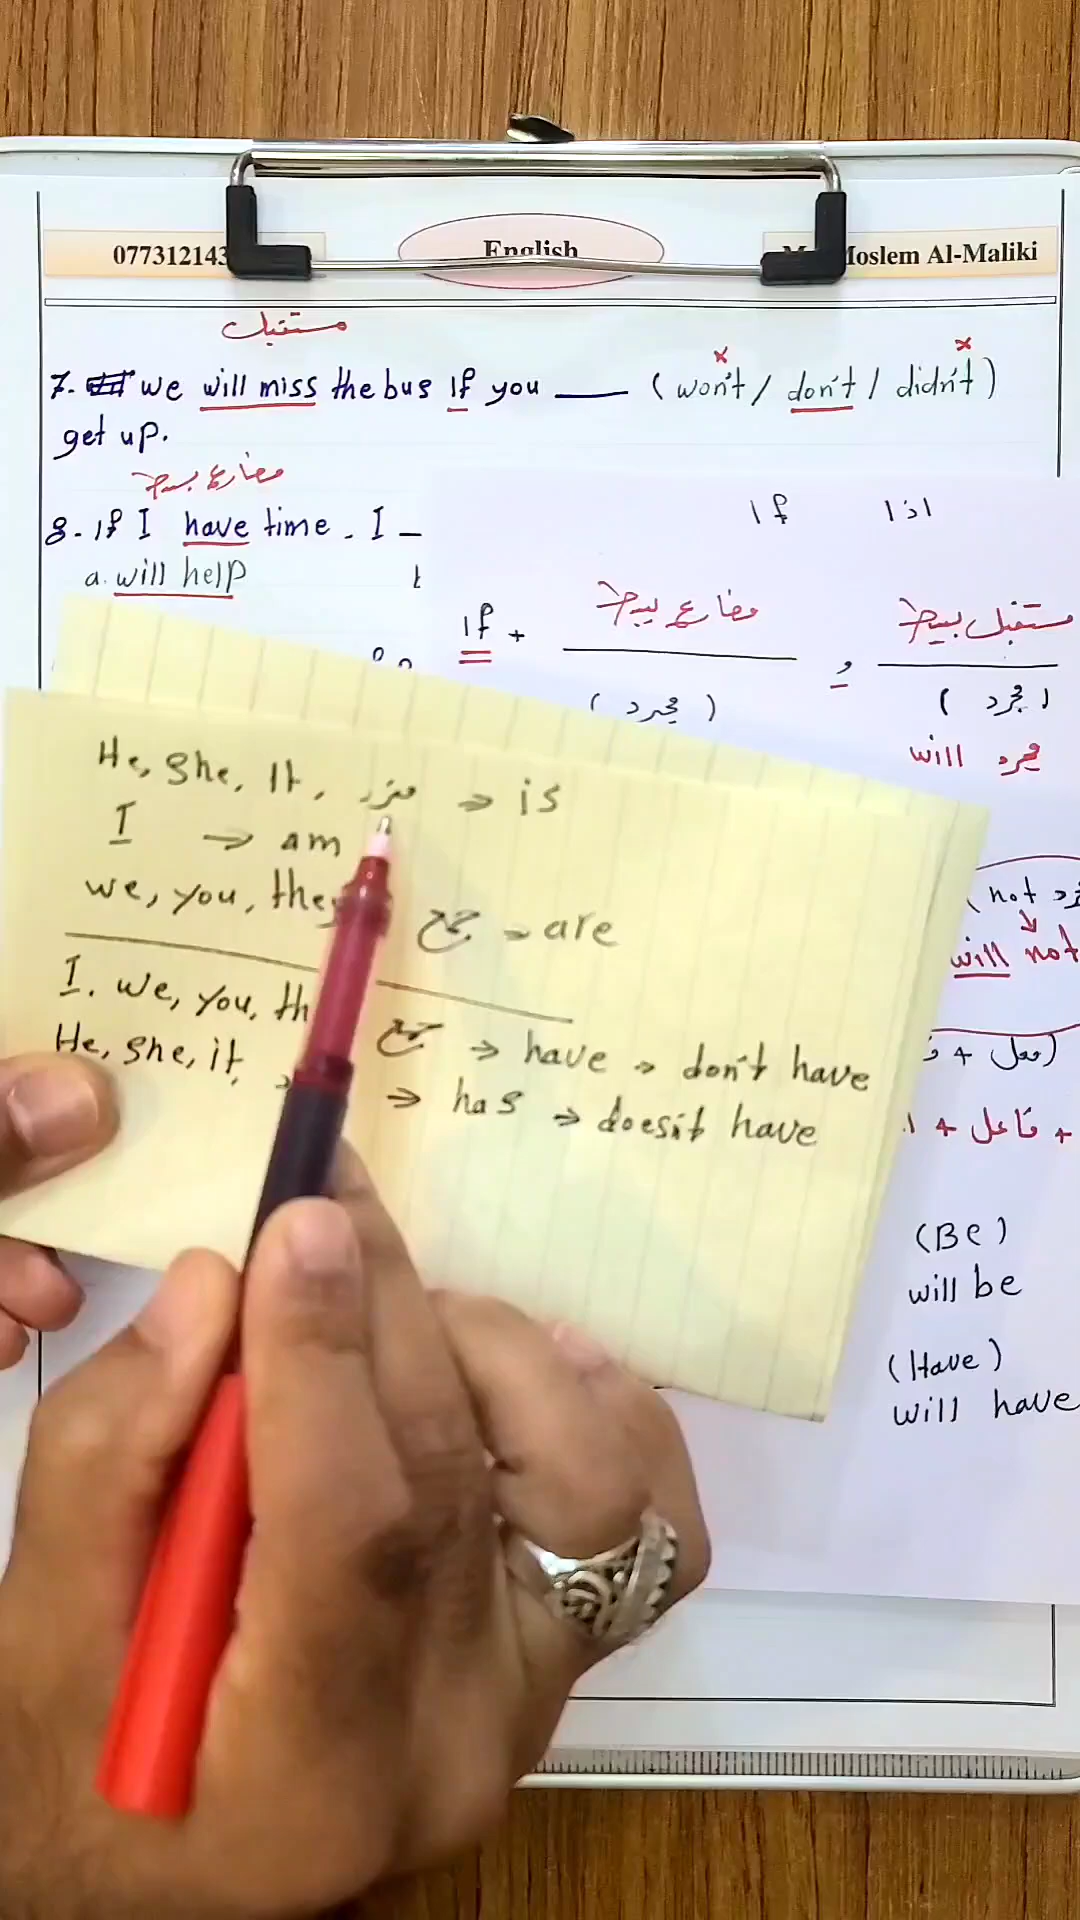 077312143
English
Moslem Al-Maliki
مستقبل
7. we will miss the bus if you ____ (won't / don't / didn't)
x x
get up.
مضارع بسيط
8. If I have time. I _
a. will help
If اذا
If + مضارع بسيط , مستقبل بسيط
(مجرد) (مجرد)
will مجرد
He, she, It, مفرد → is
I → am
we, you, they جمع → are
I. we, you, th جمع → have → don't have
He, she, it, → has → does'nt have
(not
will not
+ فاعل +
(Be)
will be
(Have)
will have